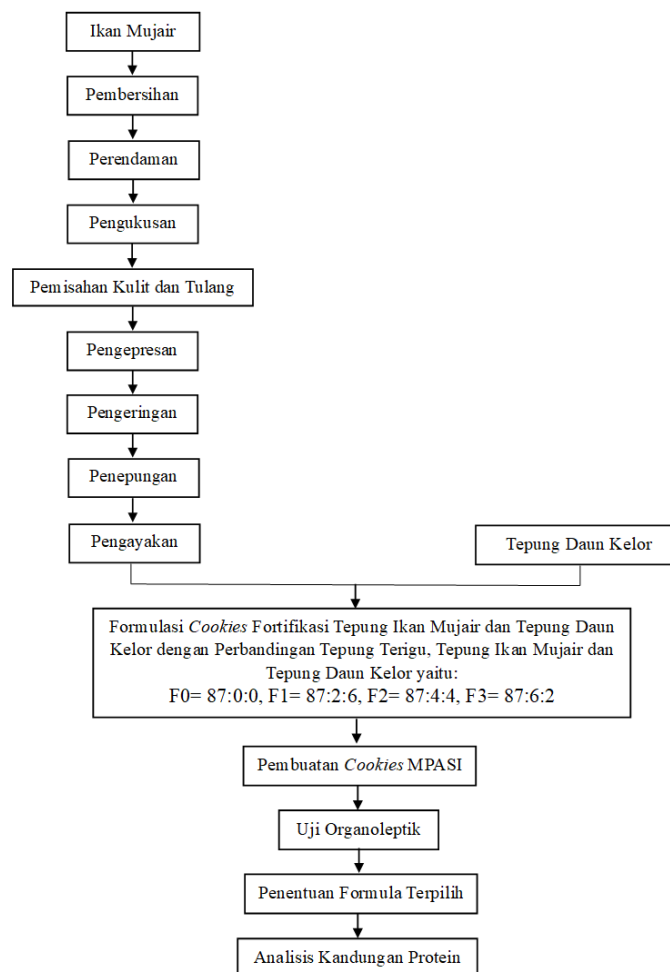 Ikan Mujair
Pembersihan
Perendaman
Pengukusan
Pemisahan Kulit dan Tulang
Pengepresan
Pengeringan
Penepungan
Pengayakan
Tepung Daun Kelor
Formulasi Cookies Fortifikasi Tepung Ikan Mujair dan Tepung Daun
Kelor dengan Perbandingan Tepung Terigu, Tepung Ikan Mujair dan
Tepung Daun Kelor yaitu:
F0= 87:0:0, F1= 87:2:6, F2= 87:4:4, F3= 87:6:2
Pembuatan Cookies MPASI
Uji Organoleptik
Penentuan Formula Terpilih
Analisis Kandungan Protein